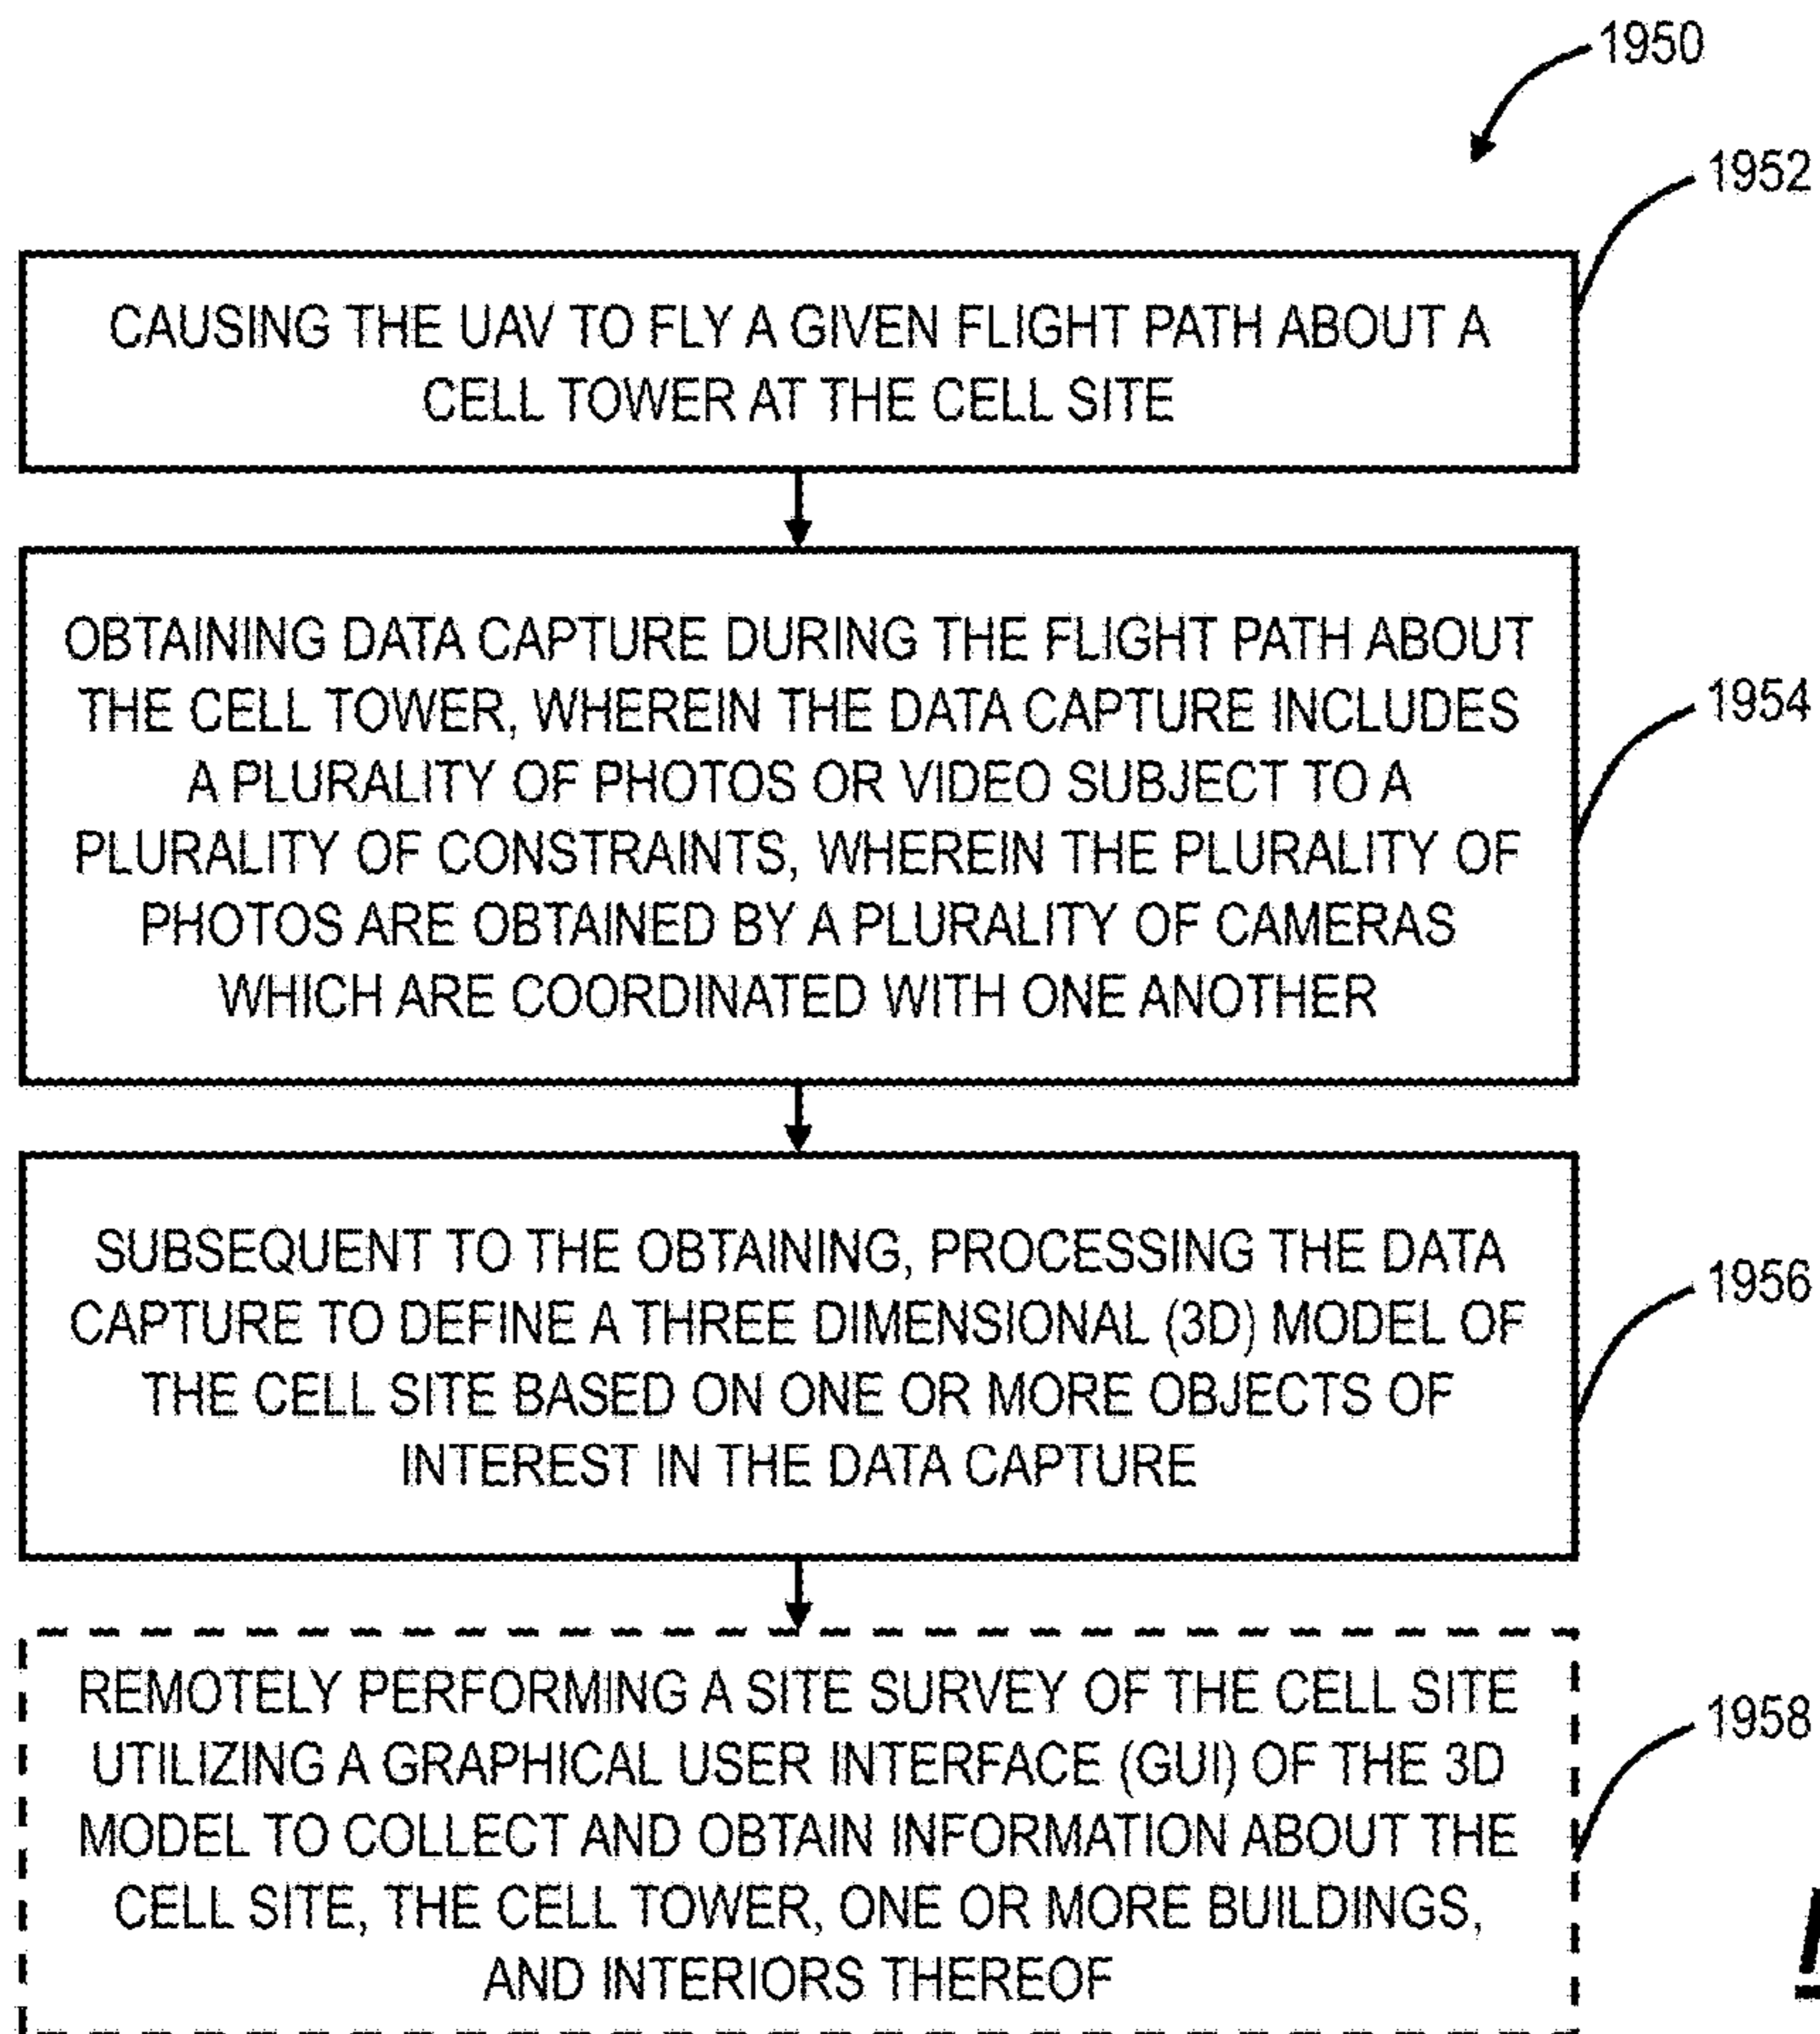 1950
1952
CAUSING THE UAV TO FLY A GIVEN FLIGHT PATH ABOUT A
CELL TOWER AT THE CELL SITE
OBTAINING DATA CAPTURE DURING THE FLIGHT PATH ABOUT
THE CELL TOWER, WHEREIN THE DATA CAPTURE INCLUDES
A PLURALITY OF PHOTOS OR VIDEO SUBJECT TO A
PLURALITY OF CONSTRAINTS, WHEREIN THE PLURALITY OF
PHOTOS ARE OBTAINED BY A PLURALITY OF CAMERAS
WHICH ARE COORDINATED WITH ONE ANOTHER
1954
SUBSEQUENT TO THE OBTAINING, PROCESSING THE DATA
CAPTURE TO DEFINE A THREE DIMENSIONAL (3D) MODEL OF
THE CELL SITE BASED ON ONE OR MORE OBJECTS OF
INTEREST IN THE DATA CAPTURE
1956
REMOTELY PERFORMING A SITE SURVEY OF THE CELL SITE
UTILIZING A GRAPHICAL USER INTERFACE (GUI) OF THE 3D
MODEL TO COLLECT AND OBTAIN INFORMATION ABOUT THE
CELL SITE, THE CELL TOWER, ONE OR MORE BUILDINGS,
AND INTERIORS THEREOF
1958